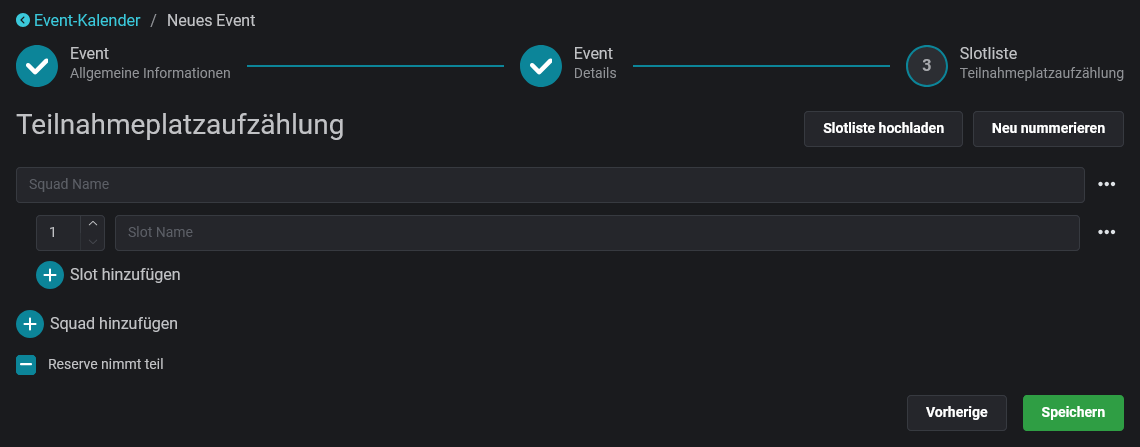 Event-Kalender / Neues Event
Event
Allgemeine Informationen
Event
Details
3
Slotliste
Teilnahmeplatzaufzählung
Teilnahmeplatzaufzählung
Slotliste hochladen
Neu nummerieren
Squad Name
1
Slot Name
Slot hinzufügen
Squad hinzufügen
Reserve nimmt teil
Vorherige
Speichern